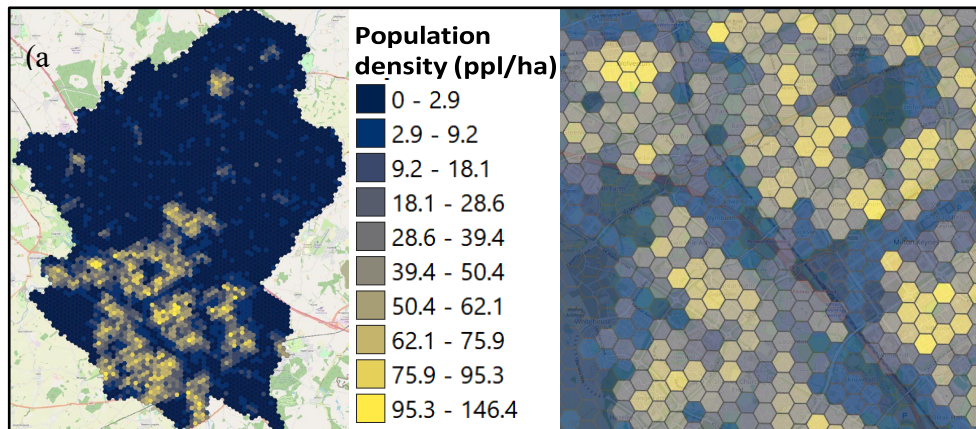 (a
Population
density (ppl/ha)
0 - 2.9
2.9 - 9.2
9.2 - 18.1
18.1 - 28.6
28.6 - 39.4
39.4 - 50.4
50.4 - 62.1
62.1 - 75.9
75.9 - 95.3
95.3 - 146.4